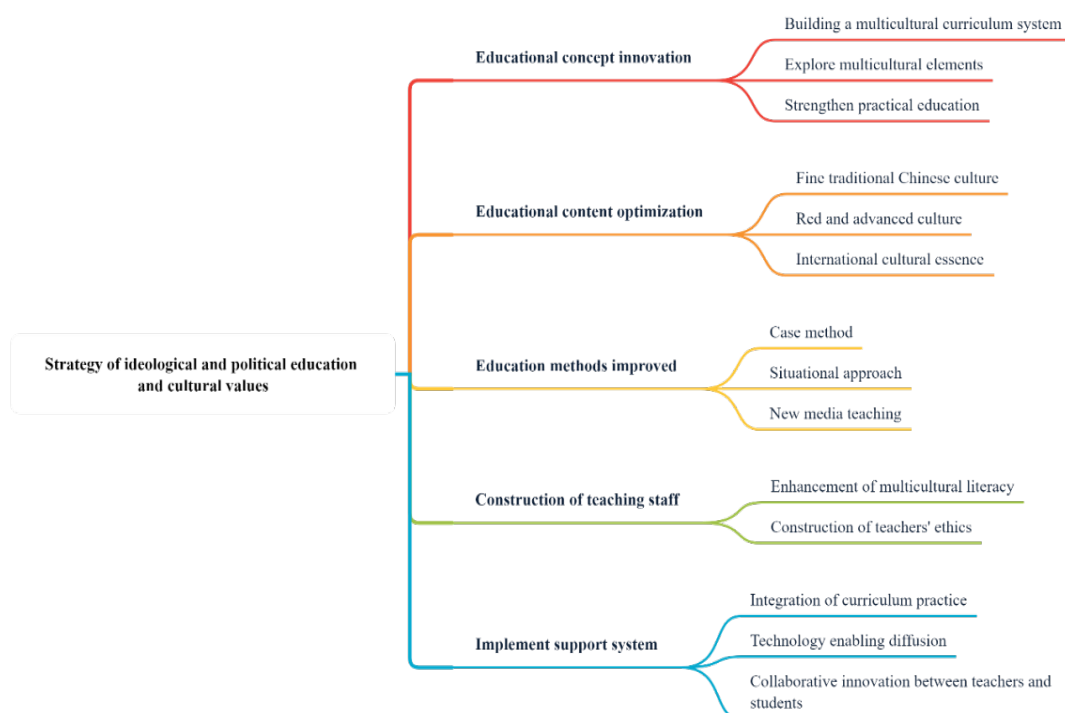 Strategy of ideological and political education
and cultural values
Educational concept innovation
Building a multicultural curriculum system
Explore multicultural elements
Strengthen practical education
Educational content optimization
Fine traditional Chinese culture
Red and advanced culture
International cultural essence
Education methods improved
Case method
Situational approach
New media teaching
Construction of teaching staff
Enhancement of multicultural literacy
Construction of teachers' ethics
Implement support system
Integration of curriculum practice
Technology enabling diffusion
Collaborative innovation between teachers and
students